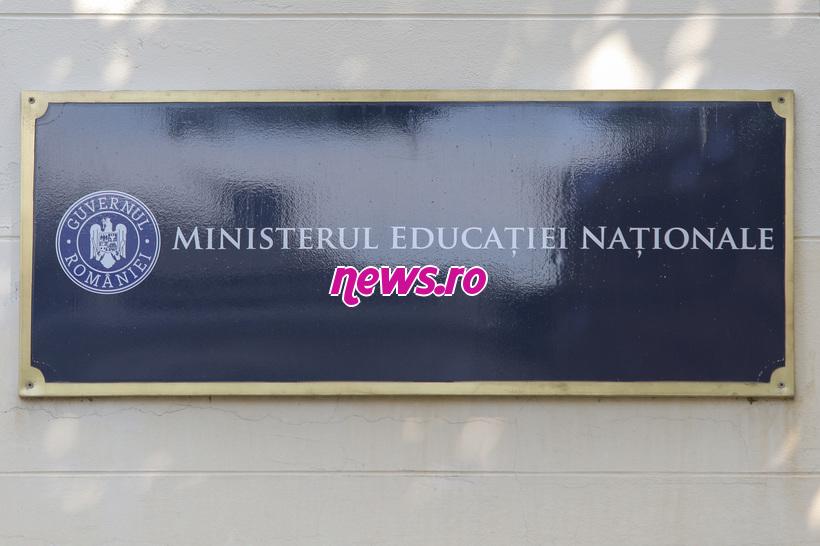 GUVERNUL
ROMÂNIEI
MINISTERUL EDUCAȚIEI NAȚIONALE
news.ro